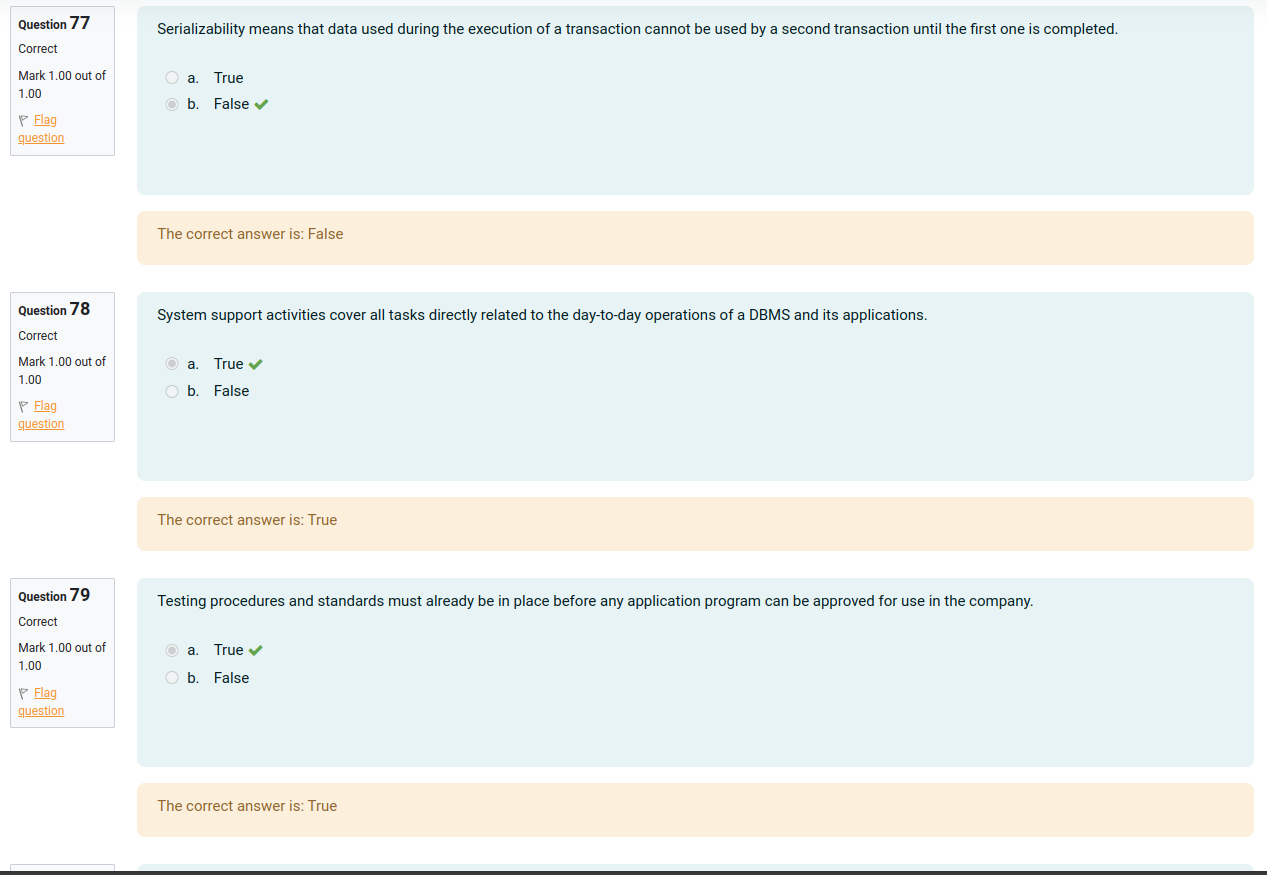 Question 77
Correct
Mark 1.00 out of
1.00
Flag
question
Serializability means that data used during the execution of a transaction cannot be used by a second transaction until the first one is completed.
a. True
b. False
The correct answer is: False
Question 78
Correct
Mark 1.00 out of
1.00
Flag
question
System support activities cover all tasks directly related to the day-to-day operations of a DBMS and its applications.
a. True
b. False
The correct answer is: True
Question 79
Correct
Mark 1.00 out of
1.00
Flag
question
Testing procedures and standards must already be in place before any application program can be approved for use in the company.
a. True
b. False
The correct answer is: True